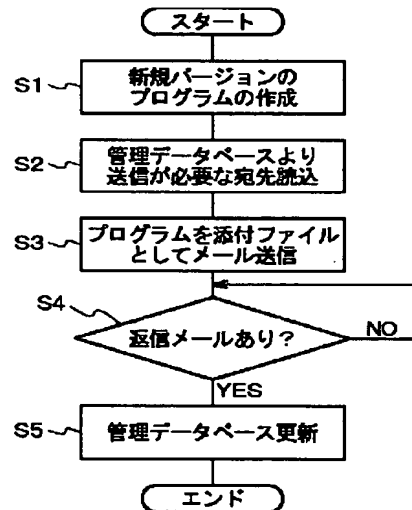 スタート
S1
新規バージョンの
プログラムの作成
S2
管理データベースより
送信が必要な宛先読込
S3
プログラムを添付ファイル
としてメール送信
S4
返信メールあり？
NO
YES
S5
管理データベース更新
エンド